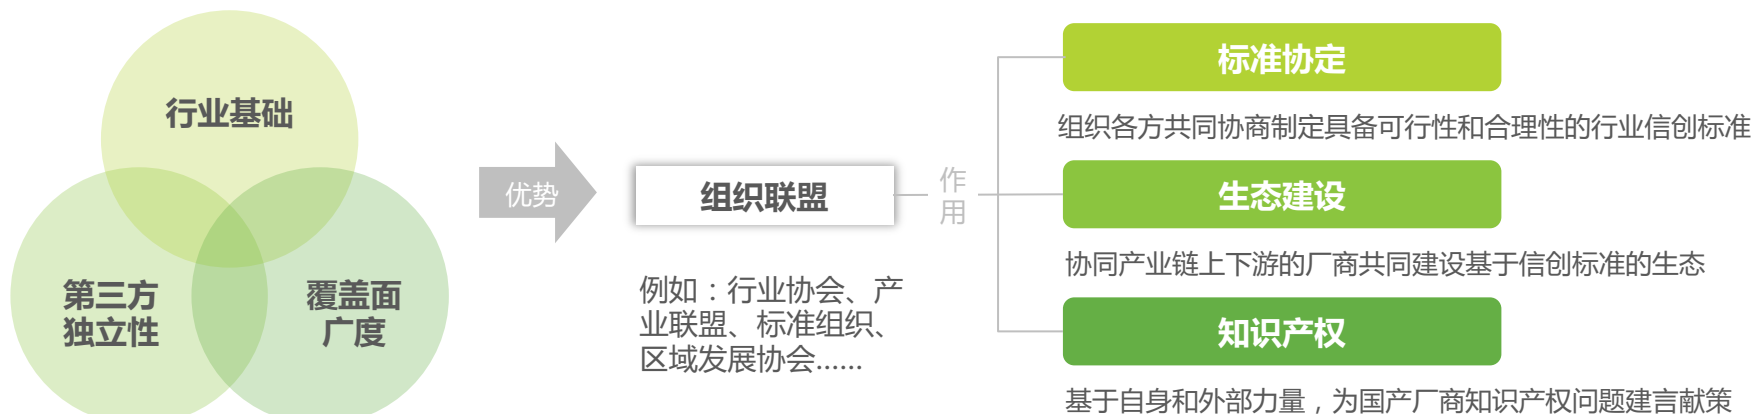 行业基础
第三方
独立性
覆盖面
广度
优势
组织联盟
例如：行业协会、产
业联盟、标准组织、
区域发展协会......
作
用
标准协定
组织各方共同协商制定具备可行性和合理性的行业信创标准
生态建设
协同产业链上下游的厂商共同建设基于信创标准的生态
知识产权
基于自身和外部力量，为国产厂商知识产权问题建言献策